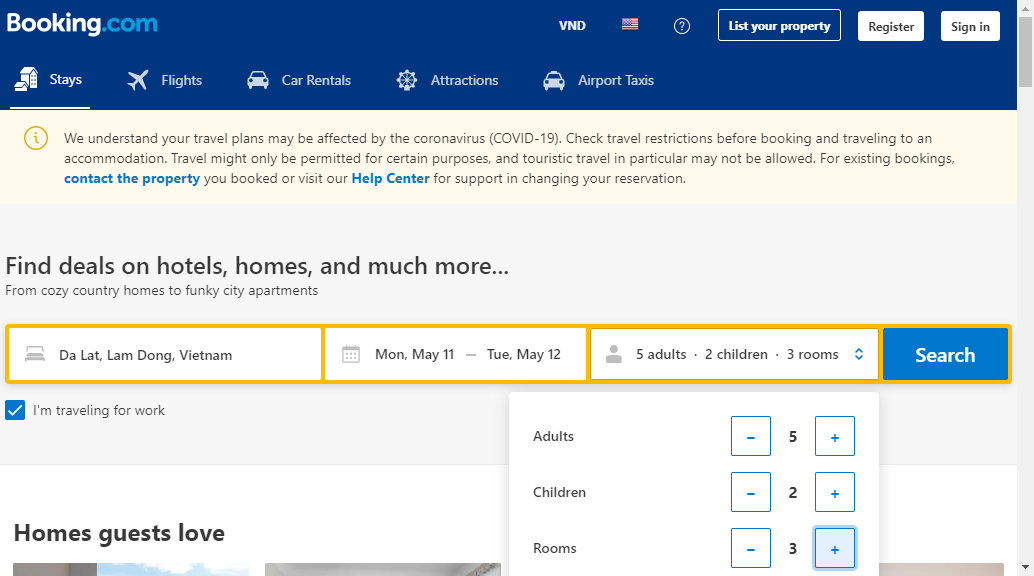 Booking.com
VND
List your property
Register
Sign in
Stays
Flights
Car Rentals
Attractions
Airport Taxis
We understand your travel plans may be affected by the coronavirus (COVID-19). Check travel restrictions before booking and traveling to an
accommodation. Travel might only be permitted for certain purposes, and touristic travel in particular may not be allowed. For existing bookings,
contact the property you booked or visit our Help Center for support in changing your reservation.
Find deals on hotels, homes, and much more...
From cozy country homes to funky city apartments
Da Lat, Lam Dong, Vietnam
Mon, May 11 — Tue, May 12
5 adults · 2 children · 3 rooms
Search
I'm traveling for work
Adults − 5 +
Children − 2 +
Rooms − 3 +
Homes guests love